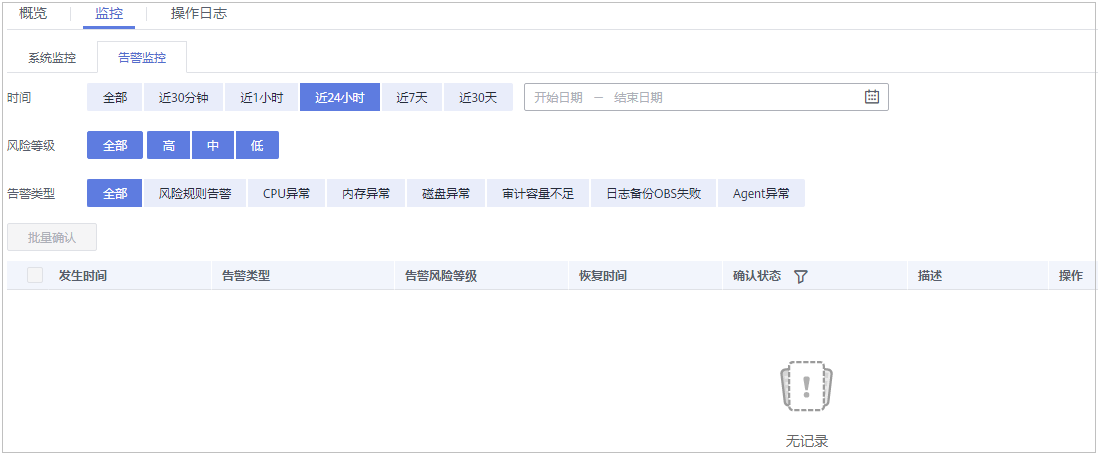 概览 监控 操作日志
系统监控 告警监控
时间 全部 近30分钟 近1小时 近24小时 近7天 近30天 开始日期 — 结束日期
风险等级 全部 高 中 低
告警类型 全部 风险规则告警 CPU异常 内存异常 磁盘异常 审计容量不足 日志备份OBS失败 Agent异常
批量确认
发生时间 告警类型 告警风险等级 恢复时间 确认状态 描述 操作
无记录